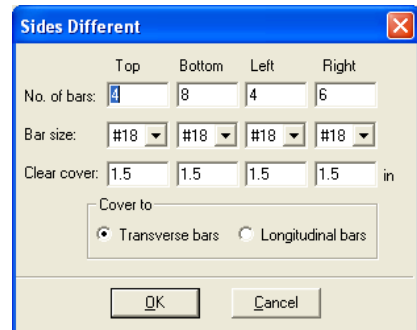 Sides Different
Top Bottom Left Right
No. of bars: 4 8 4 6
Bar size: #18 #18 #18 #18
Clear cover: 1.5 1.5 1.5 1.5 in
Cover to
Transverse bars Longitudinal bars
OK Cancel